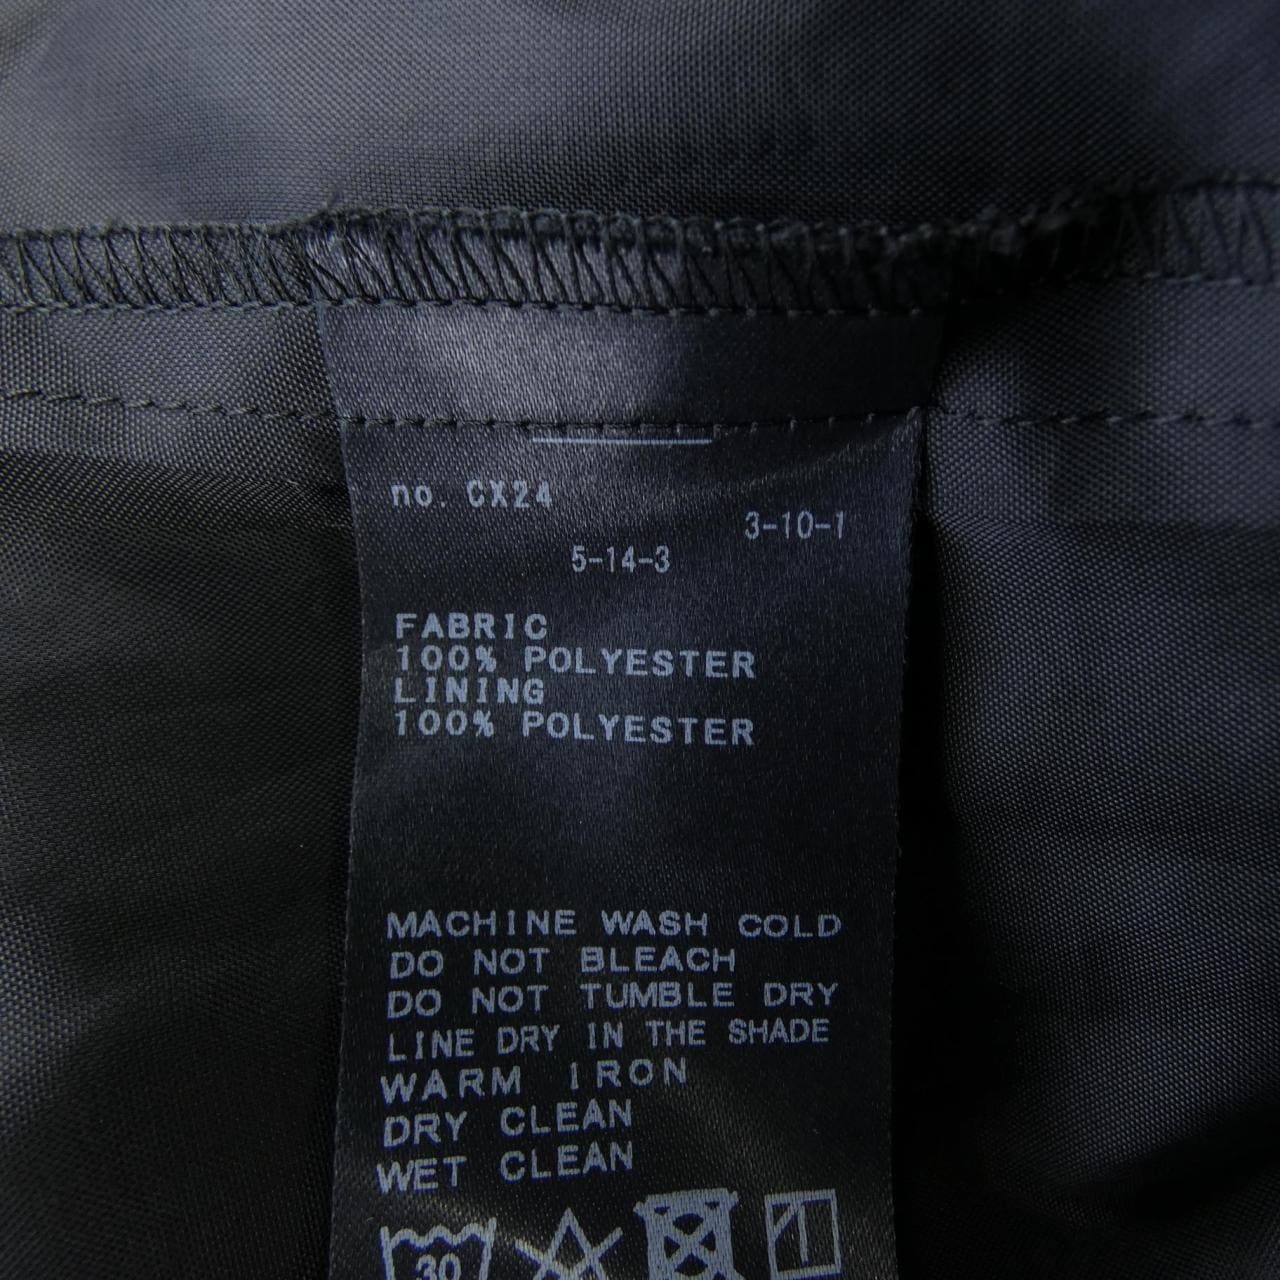 no. CX24
3-10-1
5-14-3
FABRIC
100% POLYESTER
LINING
100% POLYESTER
MACHINE WASH COLD
DO NOT BLEACH
DO NOT TUMBLE DRY
LINE DRY IN THE SHADE
WARM IRON
DRY CLEAN
WET CLEAN
30